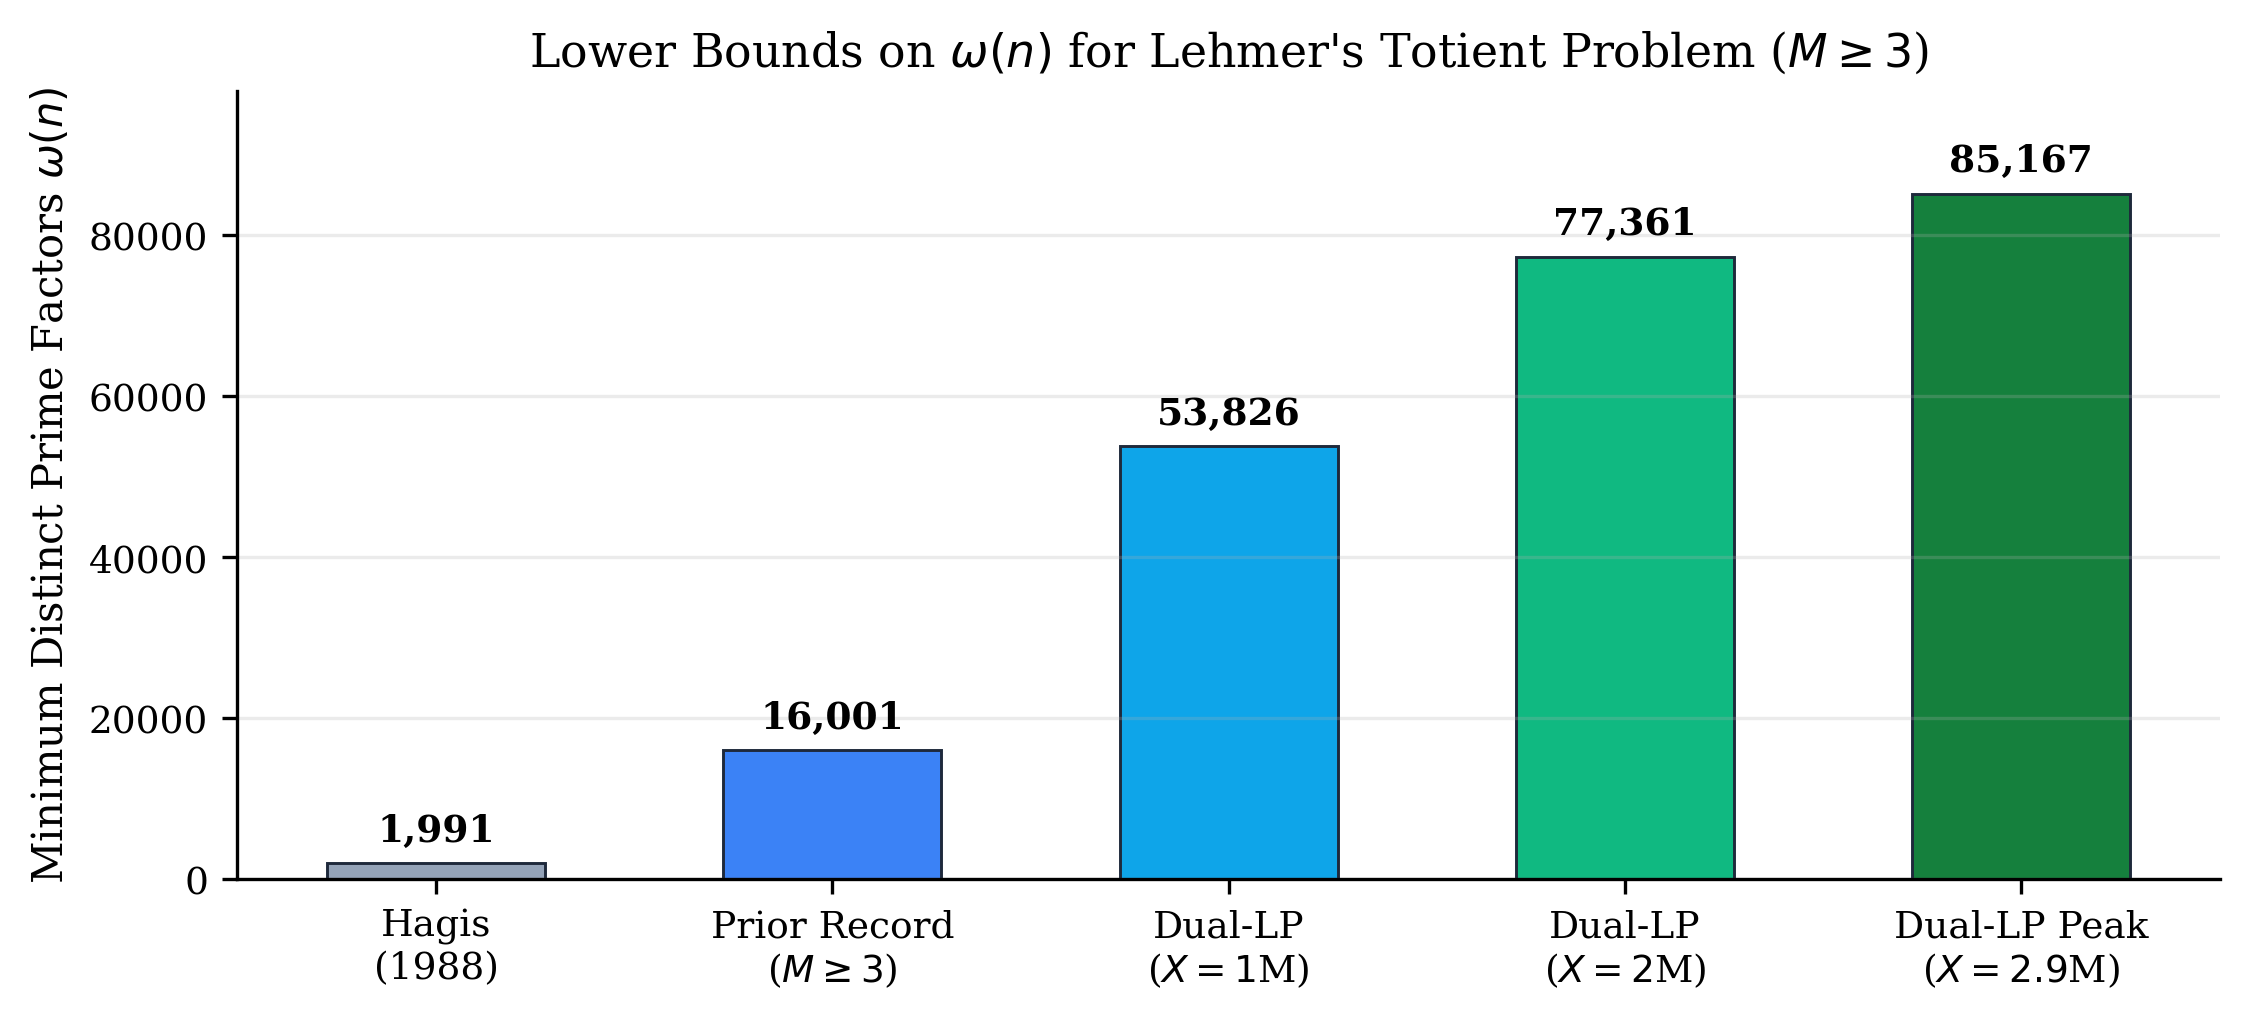 Lower Bounds on ω(n) for Lehmer's Totient Problem (M ≥ 3)
Minimum Distinct Prime Factors ω(n)
80000
60000
40000
20000
0
1,991
16,001
53,826
77,361
85,167
Hagis
(1988)
Prior Record
(M ≥ 3)
Dual-LP
(X = 1M)
Dual-LP
(X = 2M)
Dual-LP Peak
(X = 2.9M)